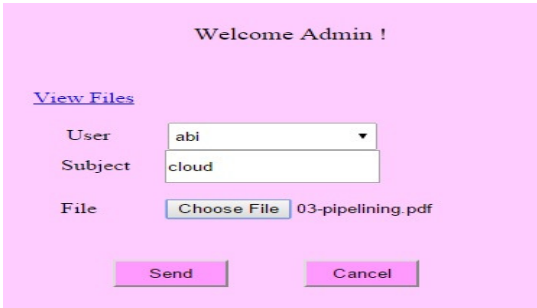 Welcome Admin !
View Files
User abi
Subject cloud
File Choose File 03-pipelining.pdf
Send Cancel